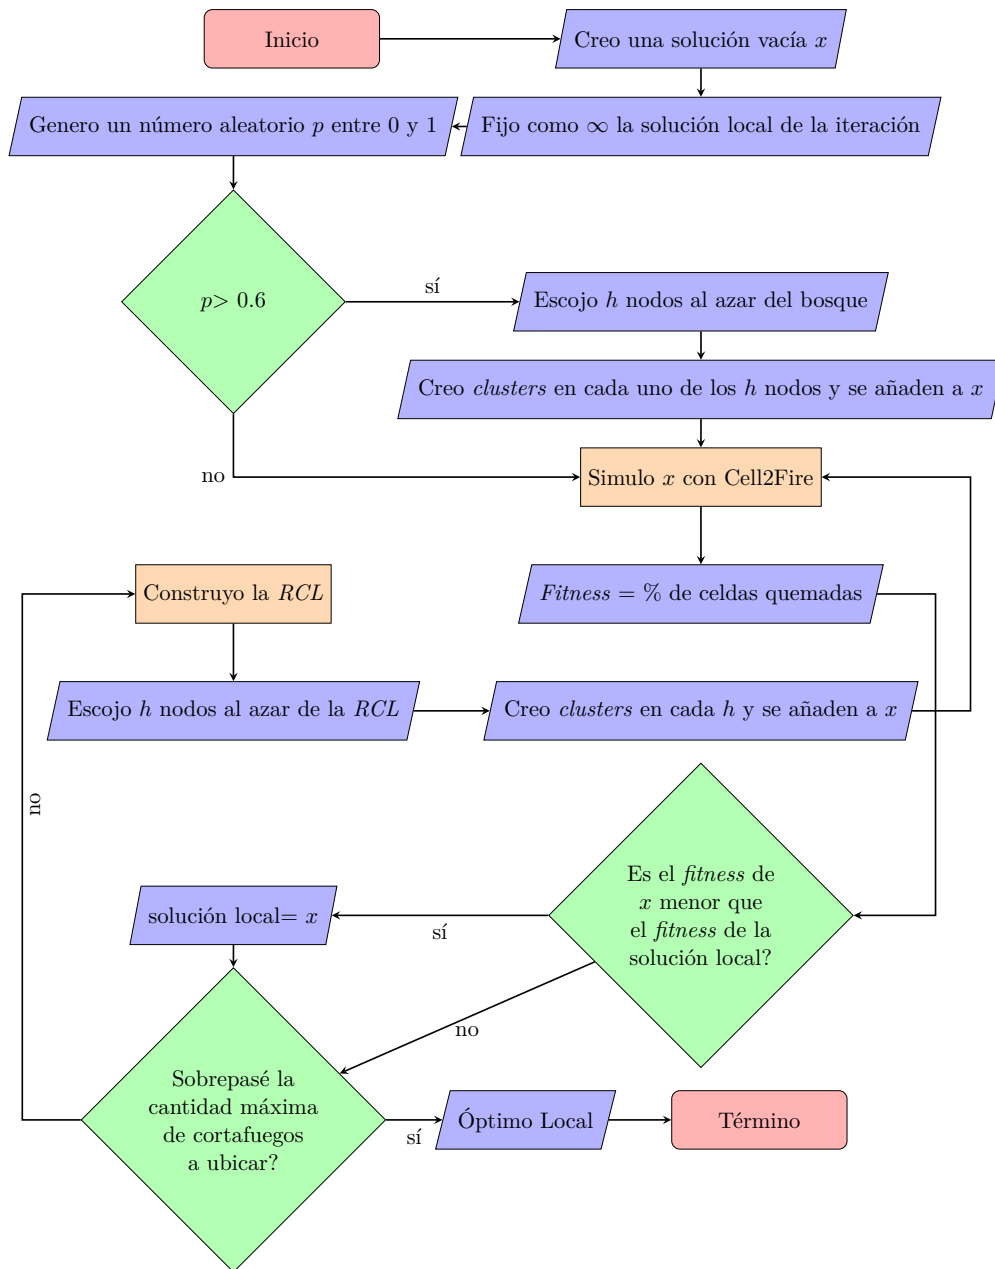 Inicio
Creo una solución vacía x
Genero un número aleatorio p entre 0 y 1
Fijo como ∞ la solución local de la iteración
p> 0.6
sí
Escojo h nodos al azar del bosque
Creo clusters en cada uno de los h nodos y se añaden a x
no
Simulo x con Cell2Fire
Construyo la RCL
Fitness = % de celdas quemadas
Escojo h nodos al azar de la RCL
Creo clusters en cada h y se añaden a x
no
Es el fitness de
x menor que
el fitness de la
solución local?
solución local= x
sí
no
Sobrepasé la
cantidad máxima
de cortafuegos
a ubicar?
sí
Óptimo Local
Término